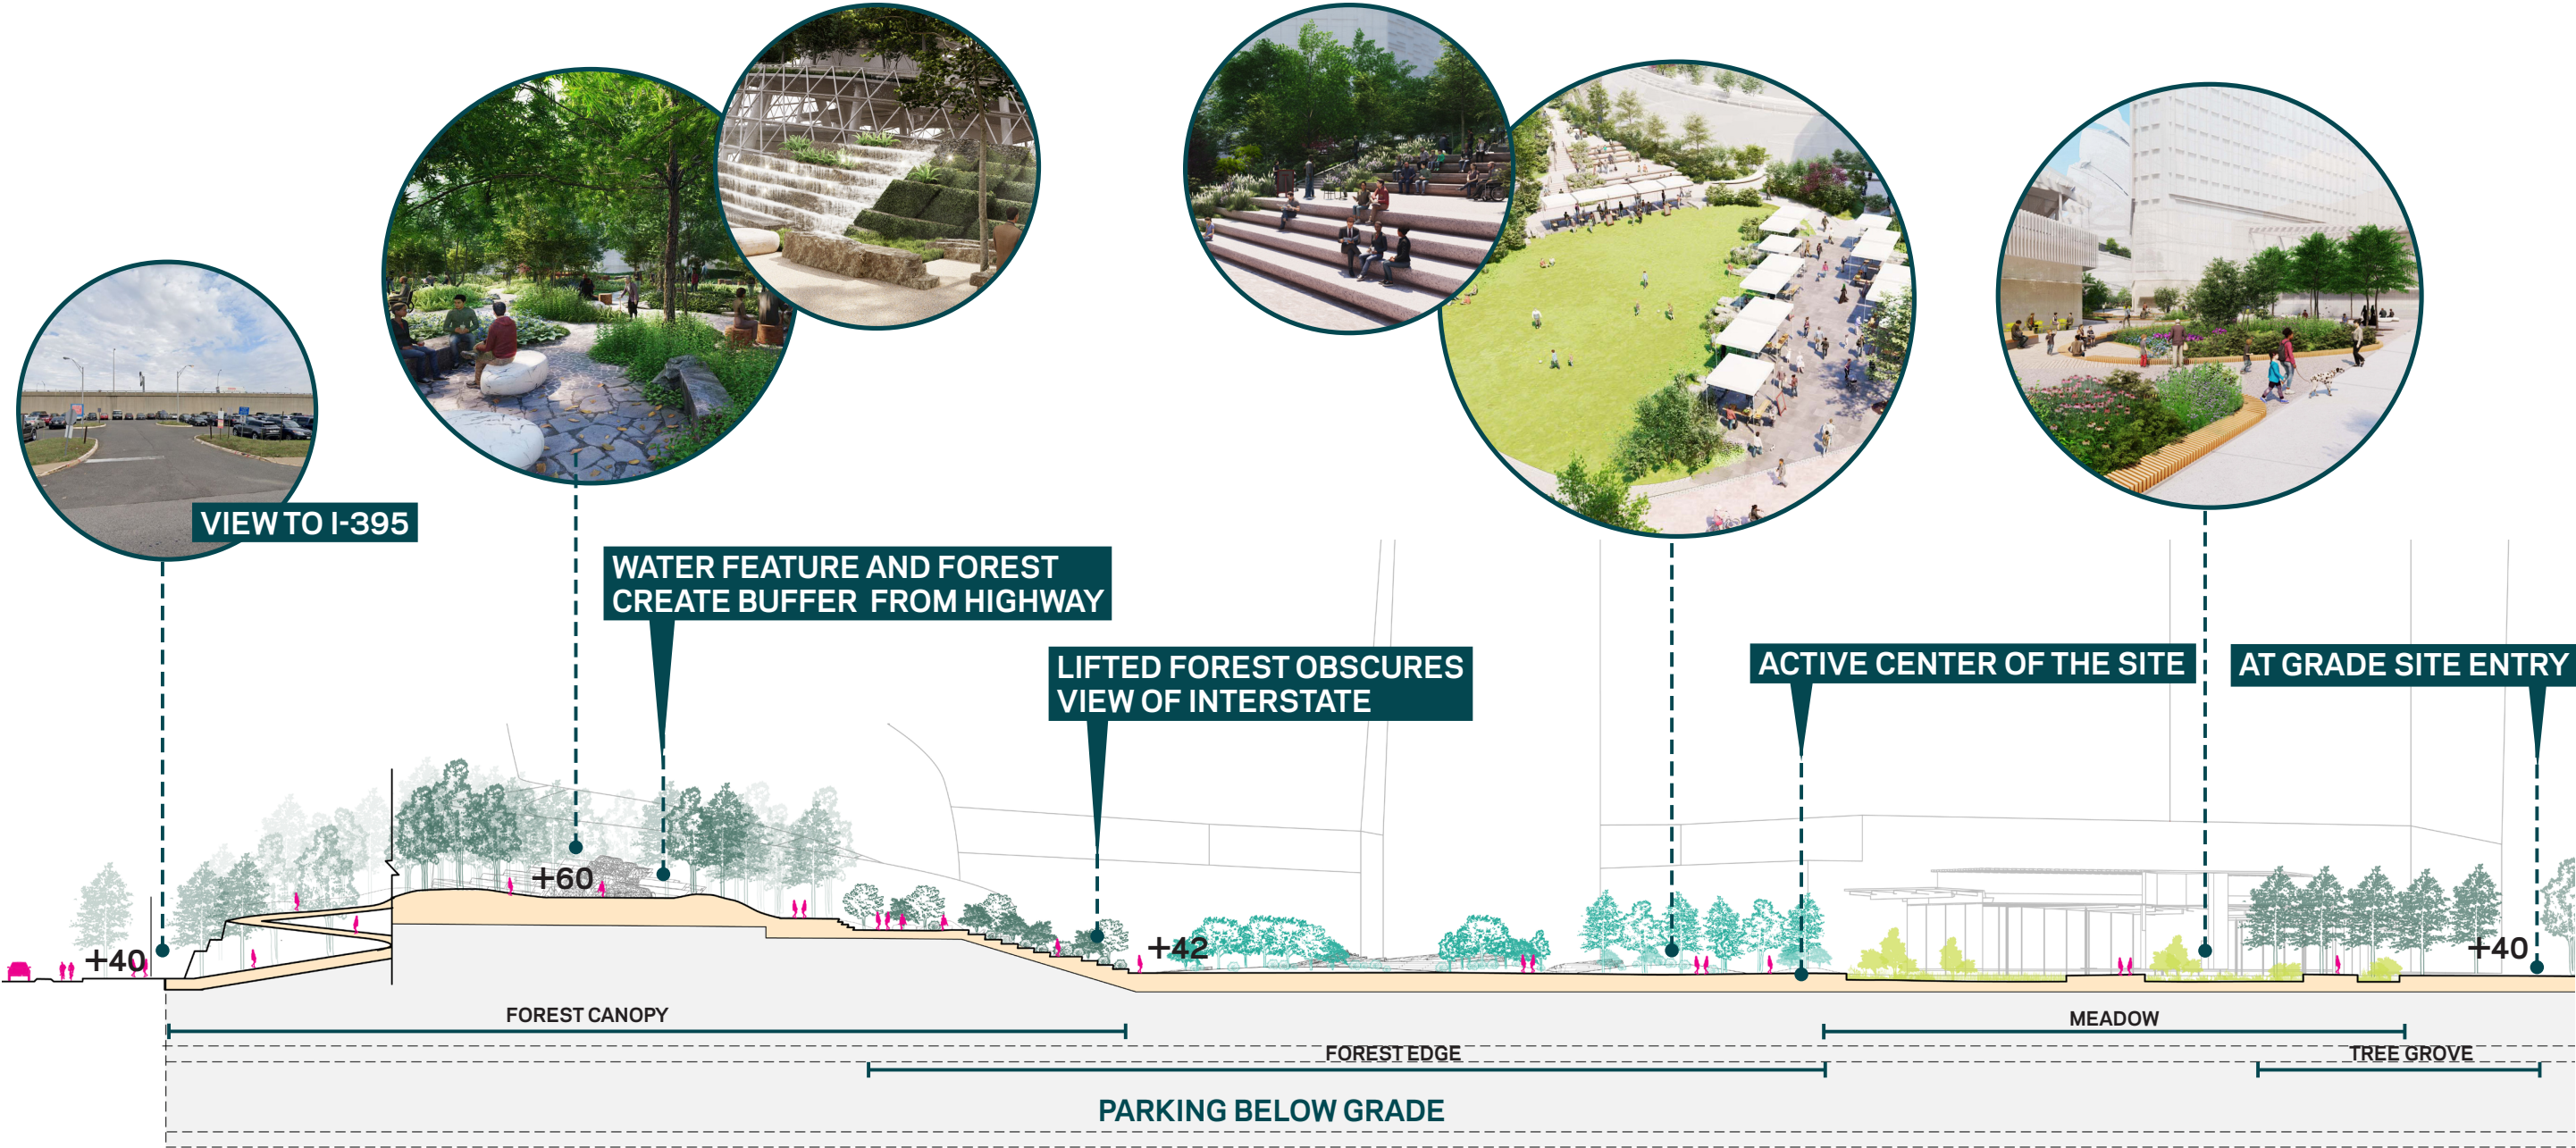 VIEW TO I-395
WATER FEATURE AND FOREST
CREATE BUFFER FROM HIGHWAY
LIFTED FOREST OBSCURES
VIEW OF INTERSTATE
ACTIVE CENTER OF THE SITE
AT GRADE SITE ENTRY
+60
+40
+42
+40
FOREST CANOPY
MEADOW
FOREST EDGE
TREE GROVE
PARKING BELOW GRADE